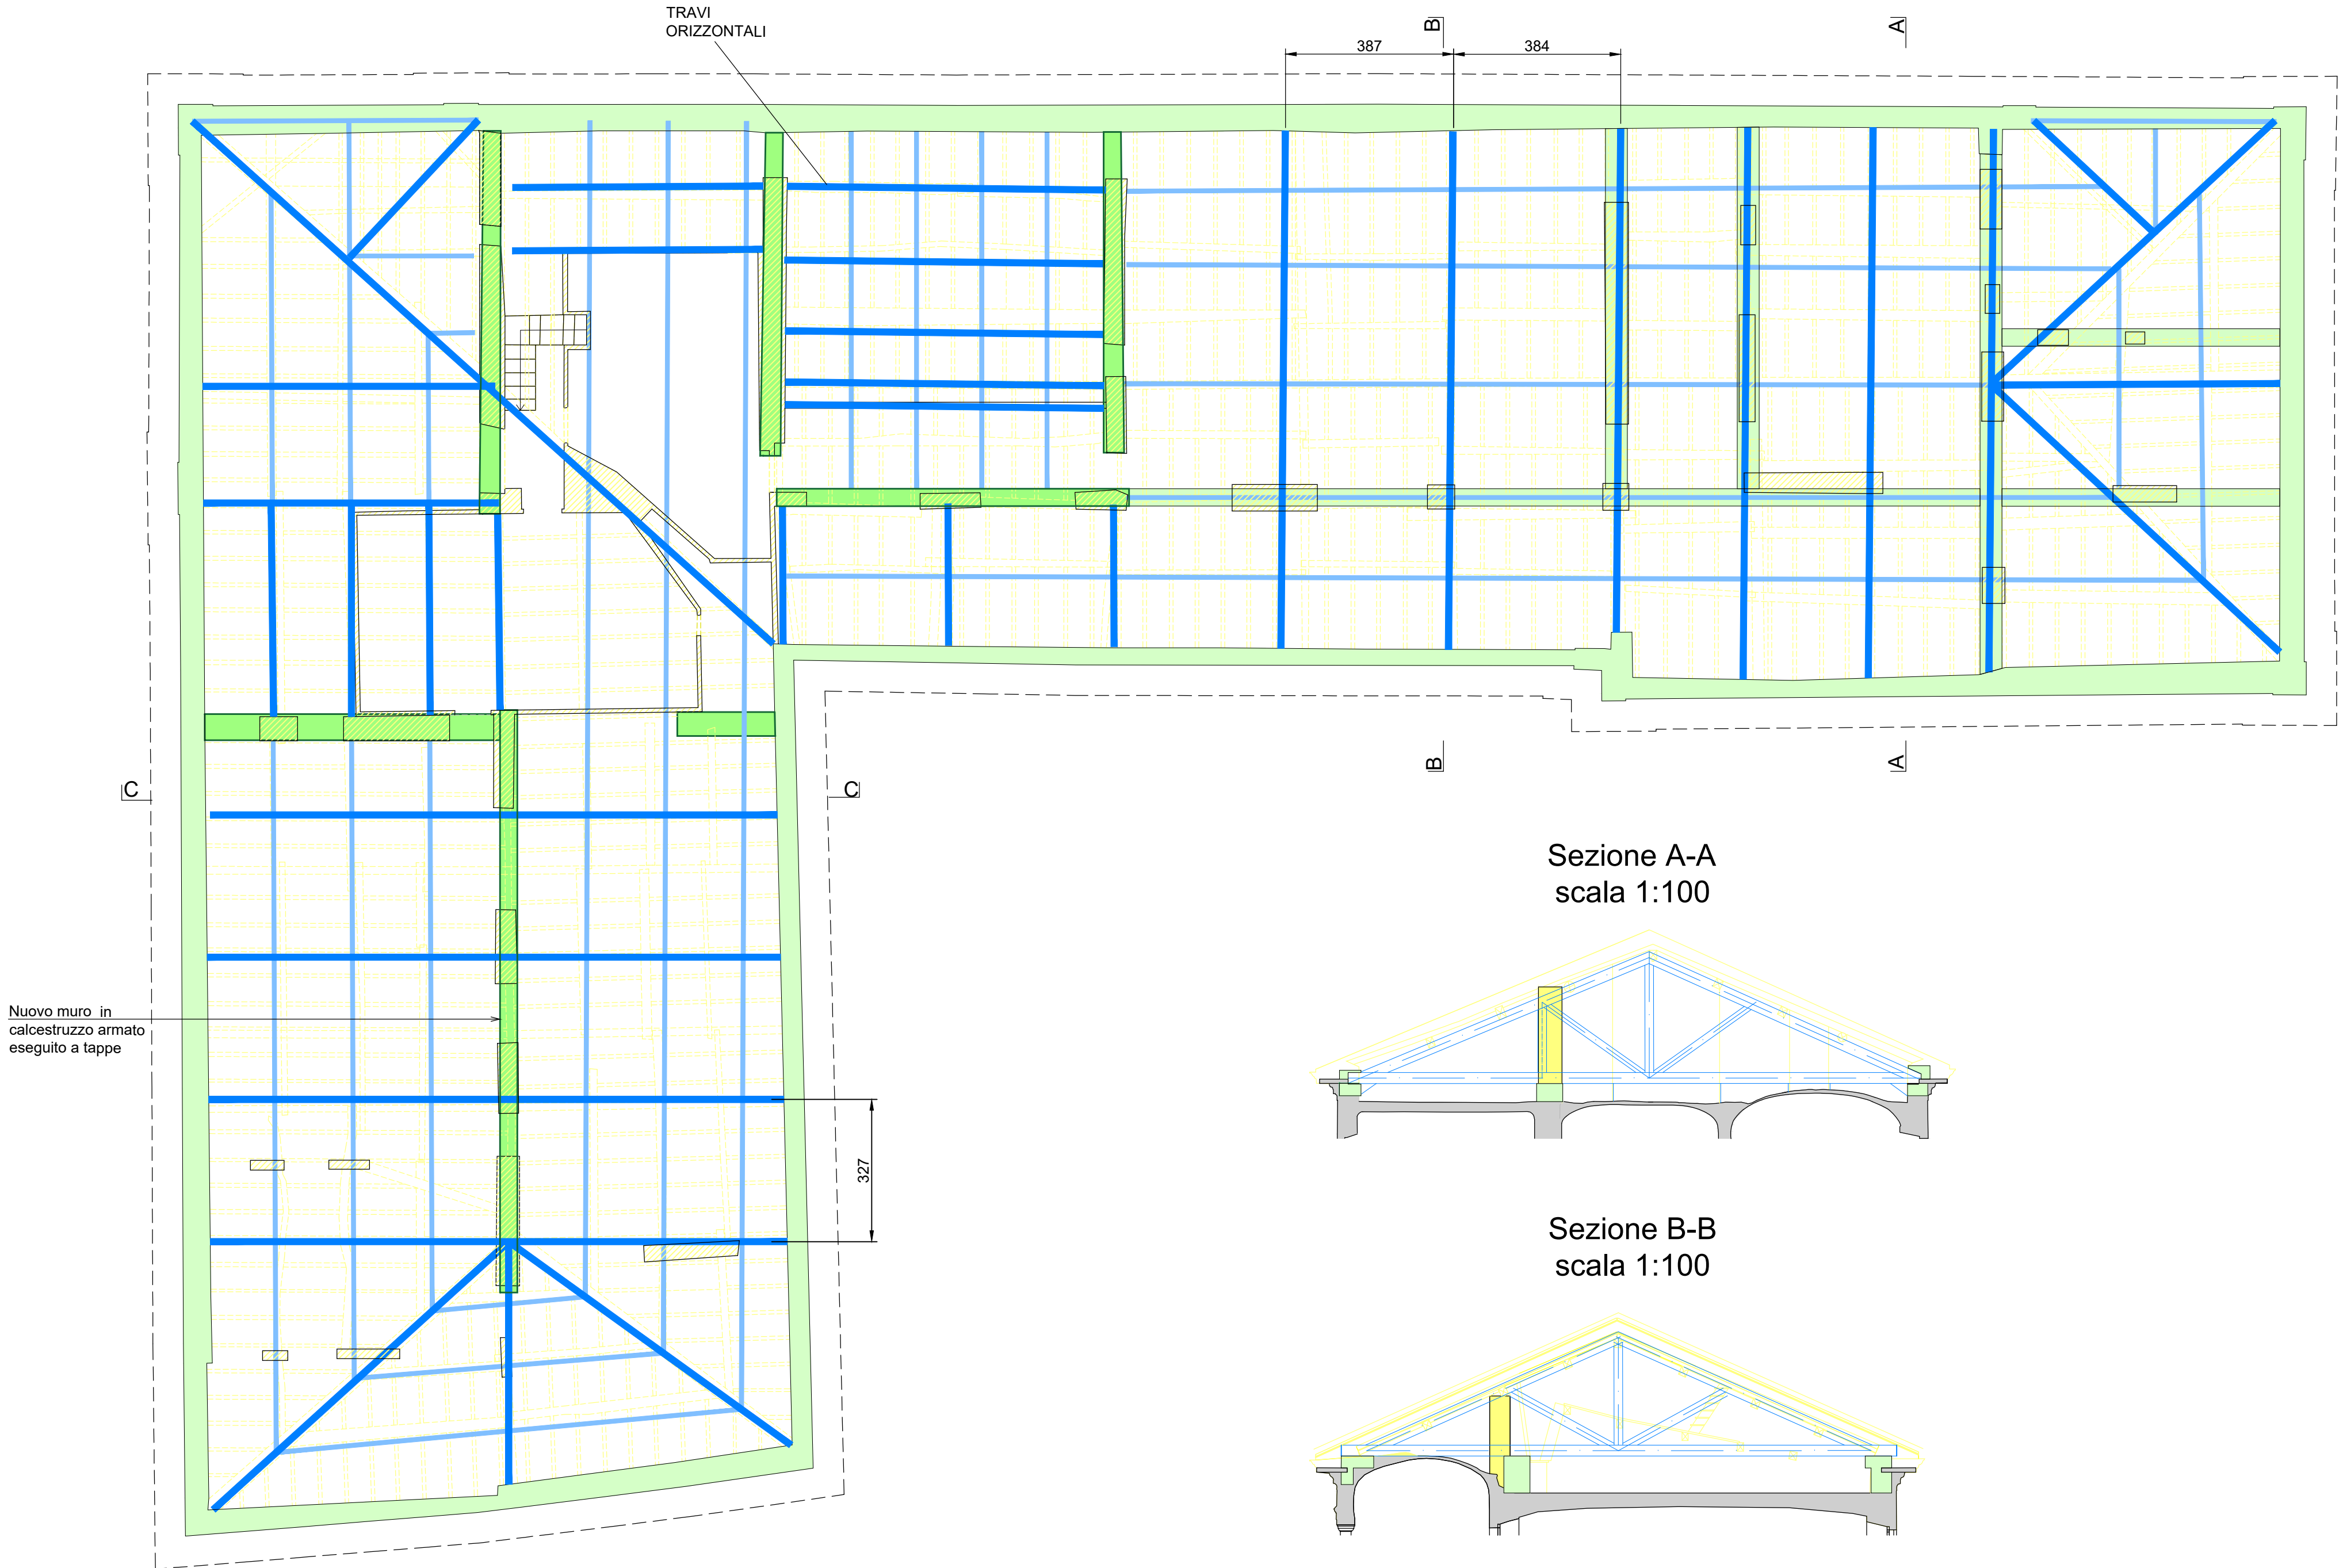 TRAVI
ORIZZONTALI
B
A
387
384
C
C
B
A
Sezione A-A
scala 1:100
Nuovo muro in
calcestruzzo armato
eseguito a tappe
327
Sezione B-B
scala 1:100